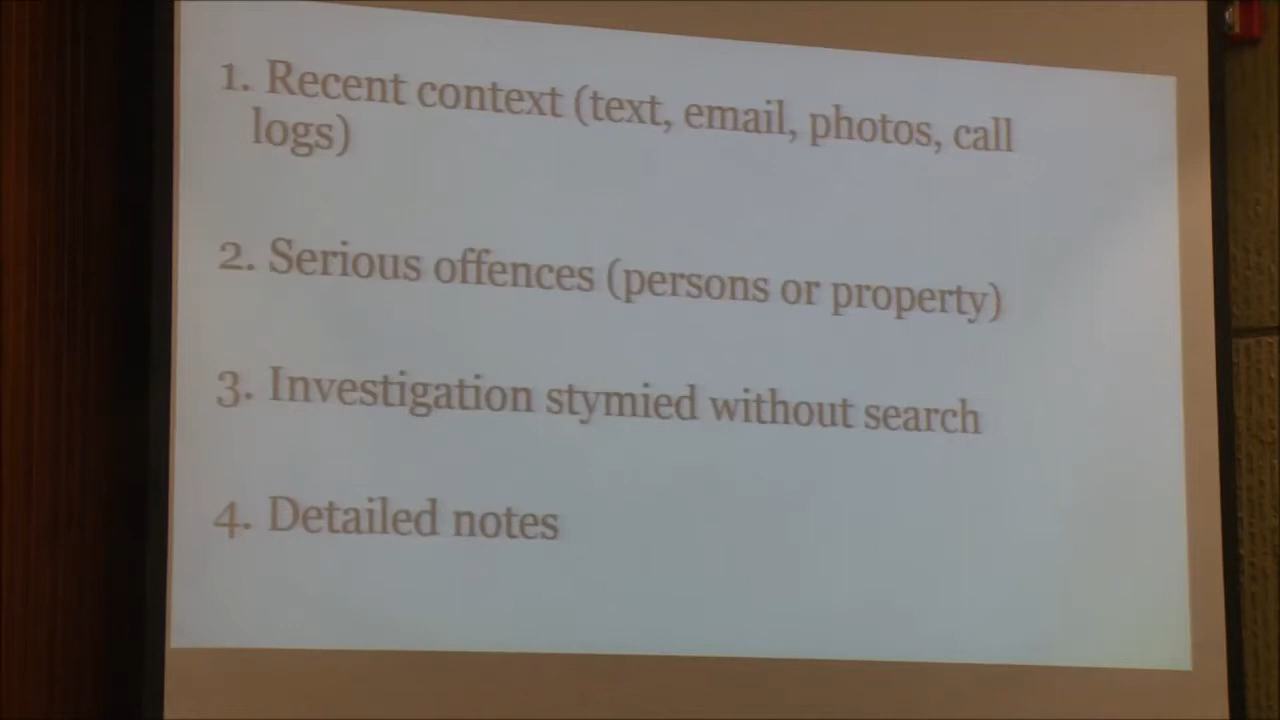 1. Recent context (text, email, photos, call
logs)
2. Serious offences (persons or property)
3. Investigation stymied without search
4. Detailed notes